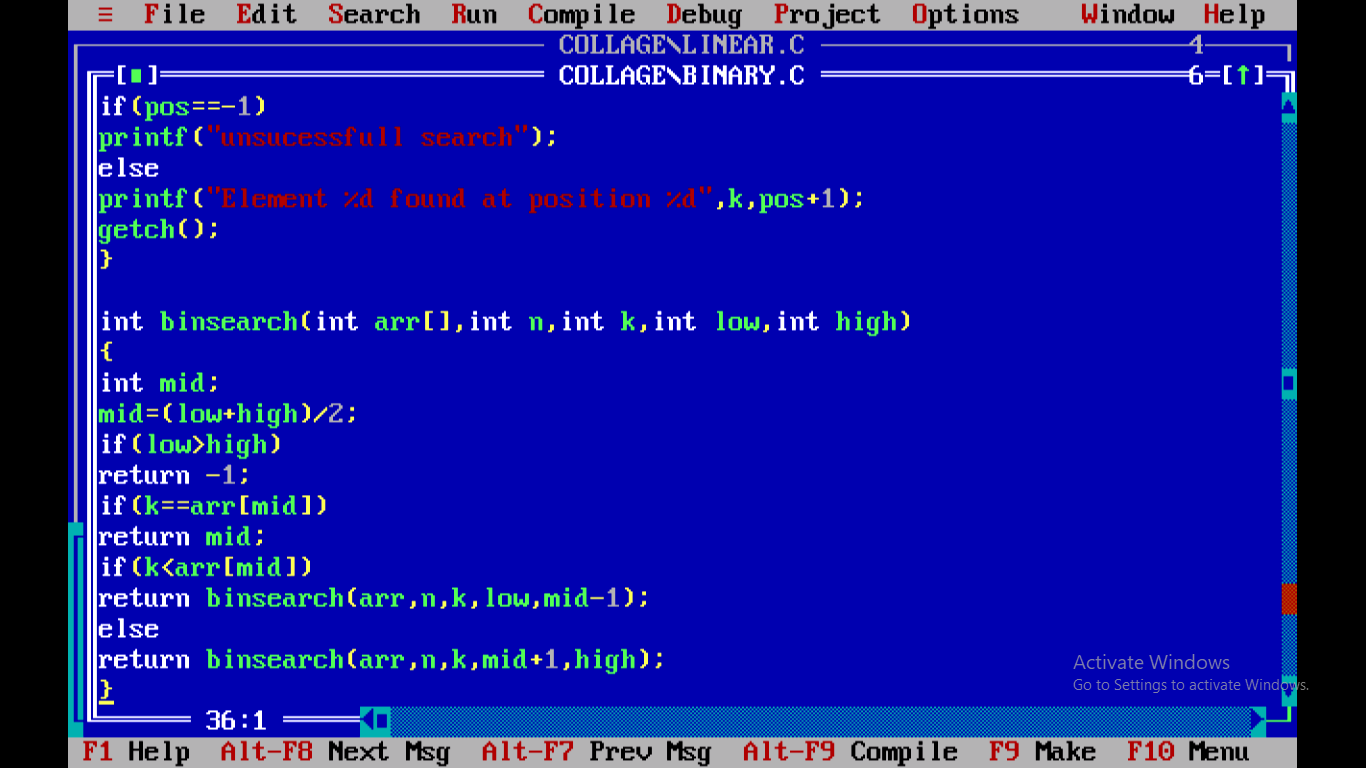 ≡ File Edit Search Run Compile Debug Project Options Window Help
COLLAGE\LINEAR.C 4
[■] COLLAGE\BINARY.C 6=[↑]
if(pos==-1)
printf("unsucessfull search");
else
printf("Element %d found at position %d",k,pos+1);
getch();
}
int binsearch(int arr[],int n,int k,int low,int high)
{
int mid;
mid=(low+high)/2;
if(low>high)
return -1;
if(k==arr[mid])
return mid;
if(k<arr[mid])
return binsearch(arr,n,k,low,mid-1);
else
return binsearch(arr,n,k,mid+1,high);
}
Activate Windows
Go to Settings to activate Windows.
36:1
F1 Help Alt-F8 Next Msg Alt-F7 Prev Msg Alt-F9 Compile F9 Make F10 Menu